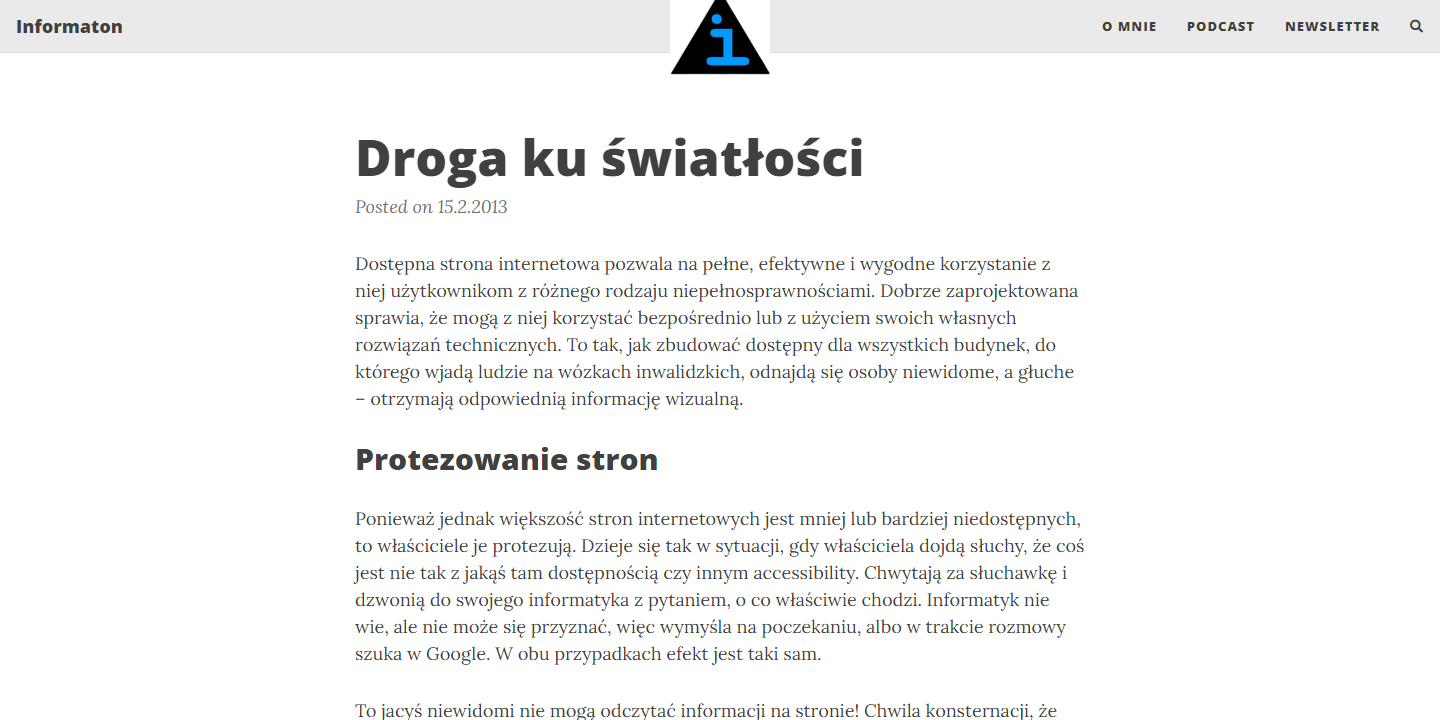 Informaton
i
O MNIE
PODCAST
NEWSLETTER
Droga ku światłości
Posted on 15.2.2013
Dostępna strona internetowa pozwala na pełne, efektywne i wygodne korzystanie z
niej użytkownikom z różnego rodzaju niepełnosprawnościami. Dobrze zaprojektowana
sprawia, że mogą z niej korzystać bezpośrednio lub z użyciem swoich własnych
rozwiązań technicznych. To tak, jak zbudować dostępny dla wszystkich budynek, do
którego wjadą ludzie na wózkach inwalidzkich, odnajdą się osoby niewidome, a głuche
– otrzymają odpowiednią informację wizualną.
Protezowanie stron
Ponieważ jednak większość stron internetowych jest mniej lub bardziej niedostępnych,
to właściciele je protezują. Dzieje się tak w sytuacji, gdy właściciela dojdą słuchy, że coś
jest nie tak z jakąś tam dostępnością czy innym accessibility. Chwytają za słuchawkę i
dzwonią do swojego informatyka z pytaniem, o co właściwie chodzi. Informatyk nie
wie, ale nie może się przyznać, więc wymyśla na poczekaniu, albo w trakcie rozmowy
szuka w Google. W obu przypadkach efekt jest taki sam.
To jacyś niewidomi nie mogą odczytać informacji na stronie! Chwila konsternacji, że